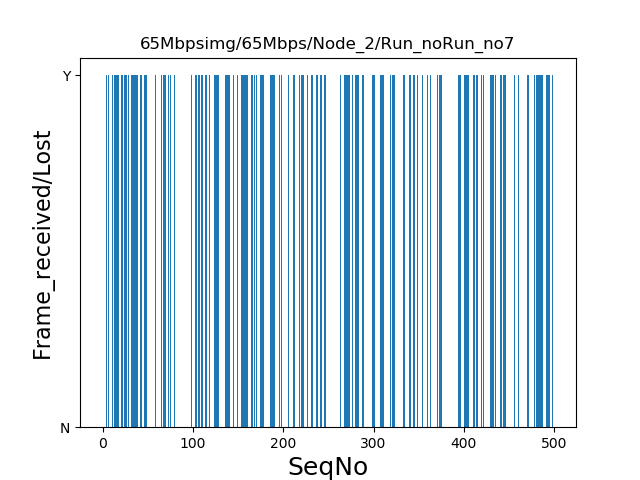 65Mbpsimg/65Mbps/Node_2/Run_noRun_no7
Y
Frame_received/Lost
N
0 100 200 300 400 500
SeqNo